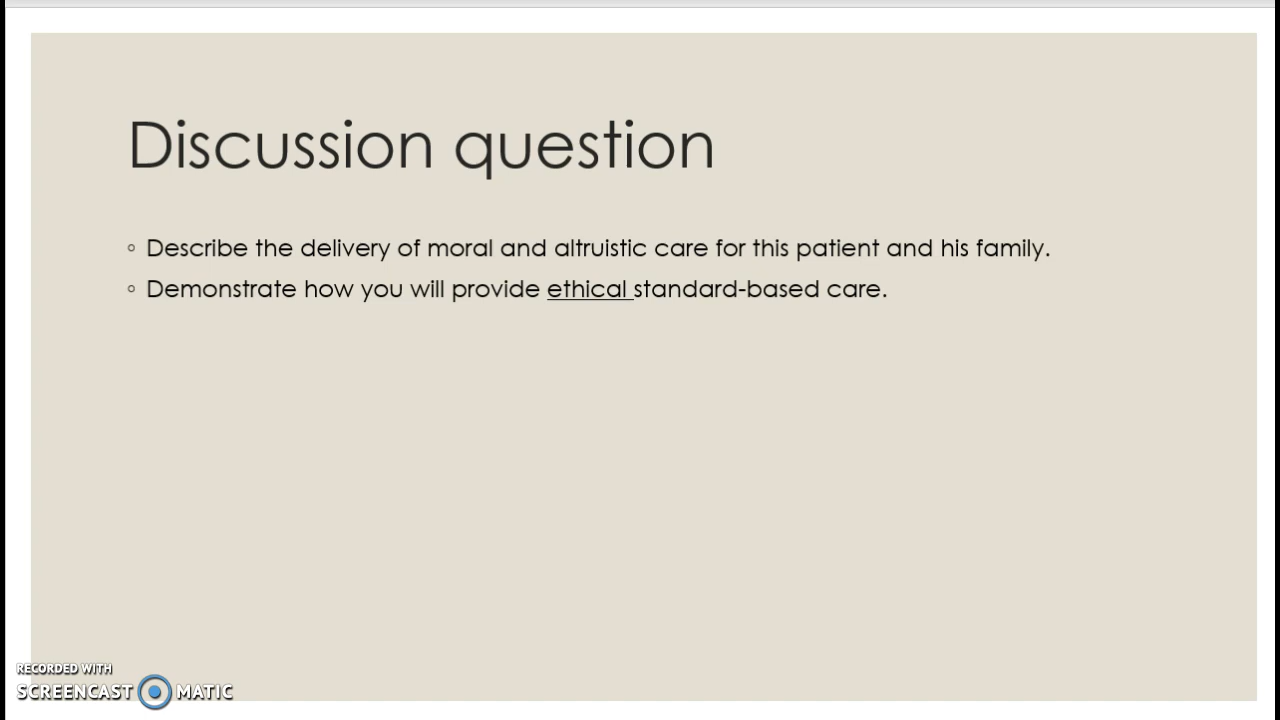 Discussion question
◦ Describe the delivery of moral and altruistic care for this patient and his family.
◦ Demonstrate how you will provide ethical standard-based care.
RECORDED WITH
SCREENCAST MATIC